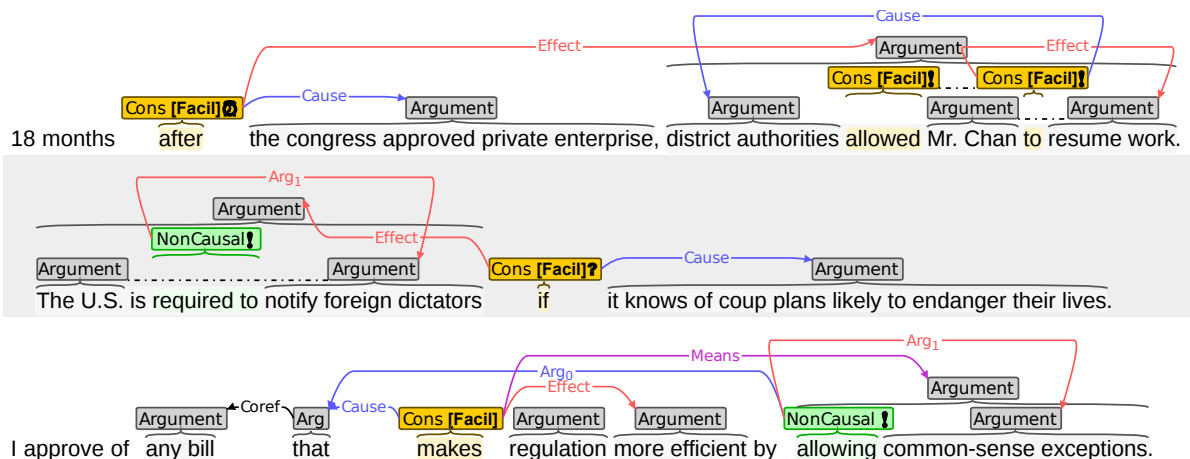 Cause
Effect Argument Effect
Cons [Facil]! Cons [Facil]!
Cons [Facil] Cause Argument Argument Argument Argument
18 months after the congress approved private enterprise, district authorities allowed Mr. Chan to resume work.
Arg1
Argument
NonCausal! Effect
Argument Argument Cons [Facil]? Cause Argument
The U.S. is required to notify foreign dictators if it knows of coup plans likely to endanger their lives.
Means Arg1
Arg0
Effect Argument
Argument Coref Arg Cause Cons [Facil] Argument Argument NonCausal ! Argument
I approve of any bill that makes regulation more efficient by allowing common-sense exceptions.